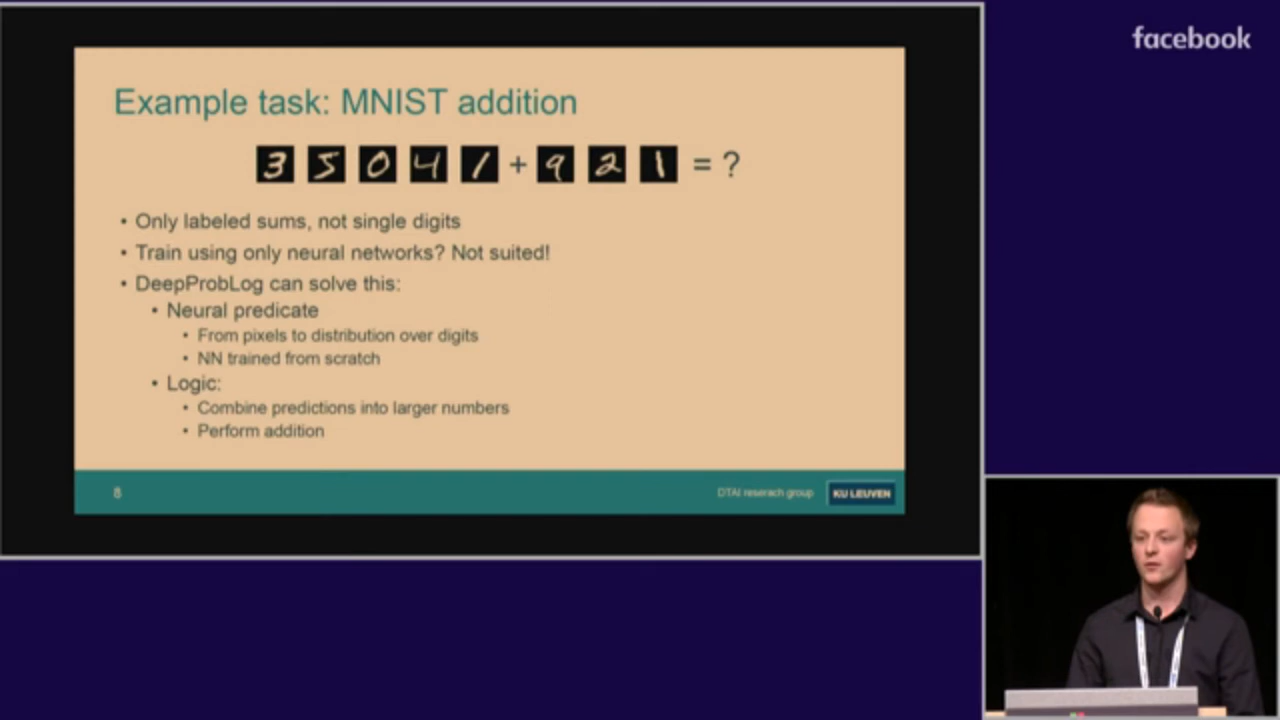 facebook
Example task: MNIST addition
3 5 0 4 1 + 9 2 1 = ?
• Only labeled sums, not single digits
• Train using only neural networks? Not suited!
• DeepProbLog can solve this:
• Neural predicate
• From pixels to distribution over digits
• NN trained from scratch
• Logic:
• Combine predictions into larger numbers
• Perform addition
8
DTAI reserach group
KU LEUVEN